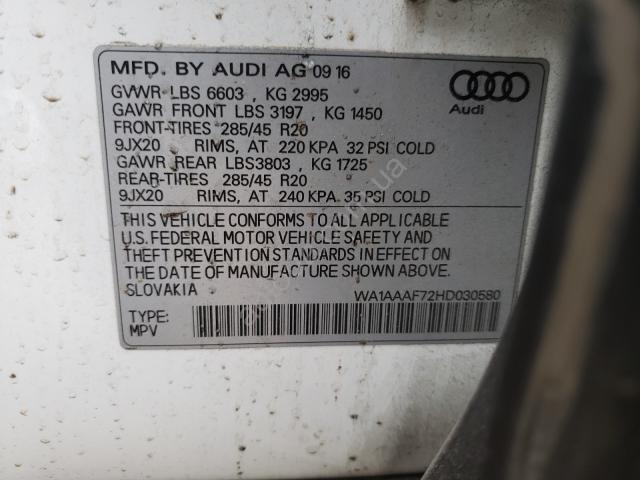 MFD. BY AUDI AG 09 16
GVWR LBS 6603 , KG 2995
GAWR FRONT LBS 3197 , KG 1450
FRONT-TIRES 285/45 R20
9JX20 RIMS, AT 220 KPA 32 PSI COLD
GAWR REAR LBS3803 , KG 1725
REAR-TIRES 285/45 R20
9JX20 RIMS, AT 240 KPA 35 PSI COLD
Audi
THIS VEHICLE CONFORMS TO ALL APPLICABLE
U.S. FEDERAL MOTOR VEHICLE SAFETY AND
THEFT PREVENTION STANDARDS IN EFFECT ON
THE DATE OF MANUFACTURE SHOWN ABOVE.
SLOVAKIA WA1AAAF72HD030580
TYPE:
MPV